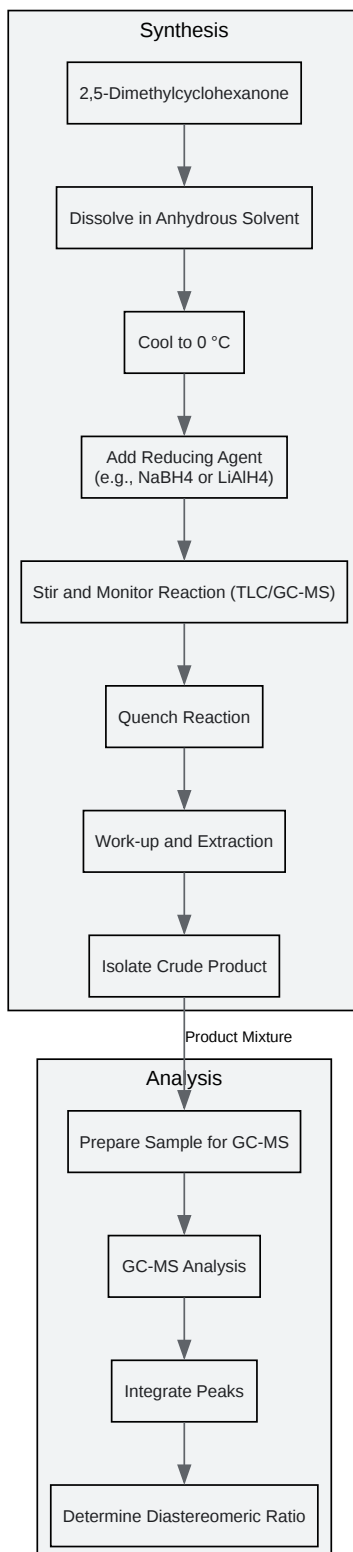 Synthesis
2,5-Dimethylcyclohexanone
Dissolve in Anhydrous Solvent
Cool to 0 °C
Add Reducing Agent
(e.g., NaBH4 or LiAlH4)
Stir and Monitor Reaction (TLC/GC-MS)
Quench Reaction
Work-up and Extraction
Isolate Crude Product
Product Mixture
Analysis
Prepare Sample for GC-MS
GC-MS Analysis
Integrate Peaks
Determine Diastereomeric Ratio